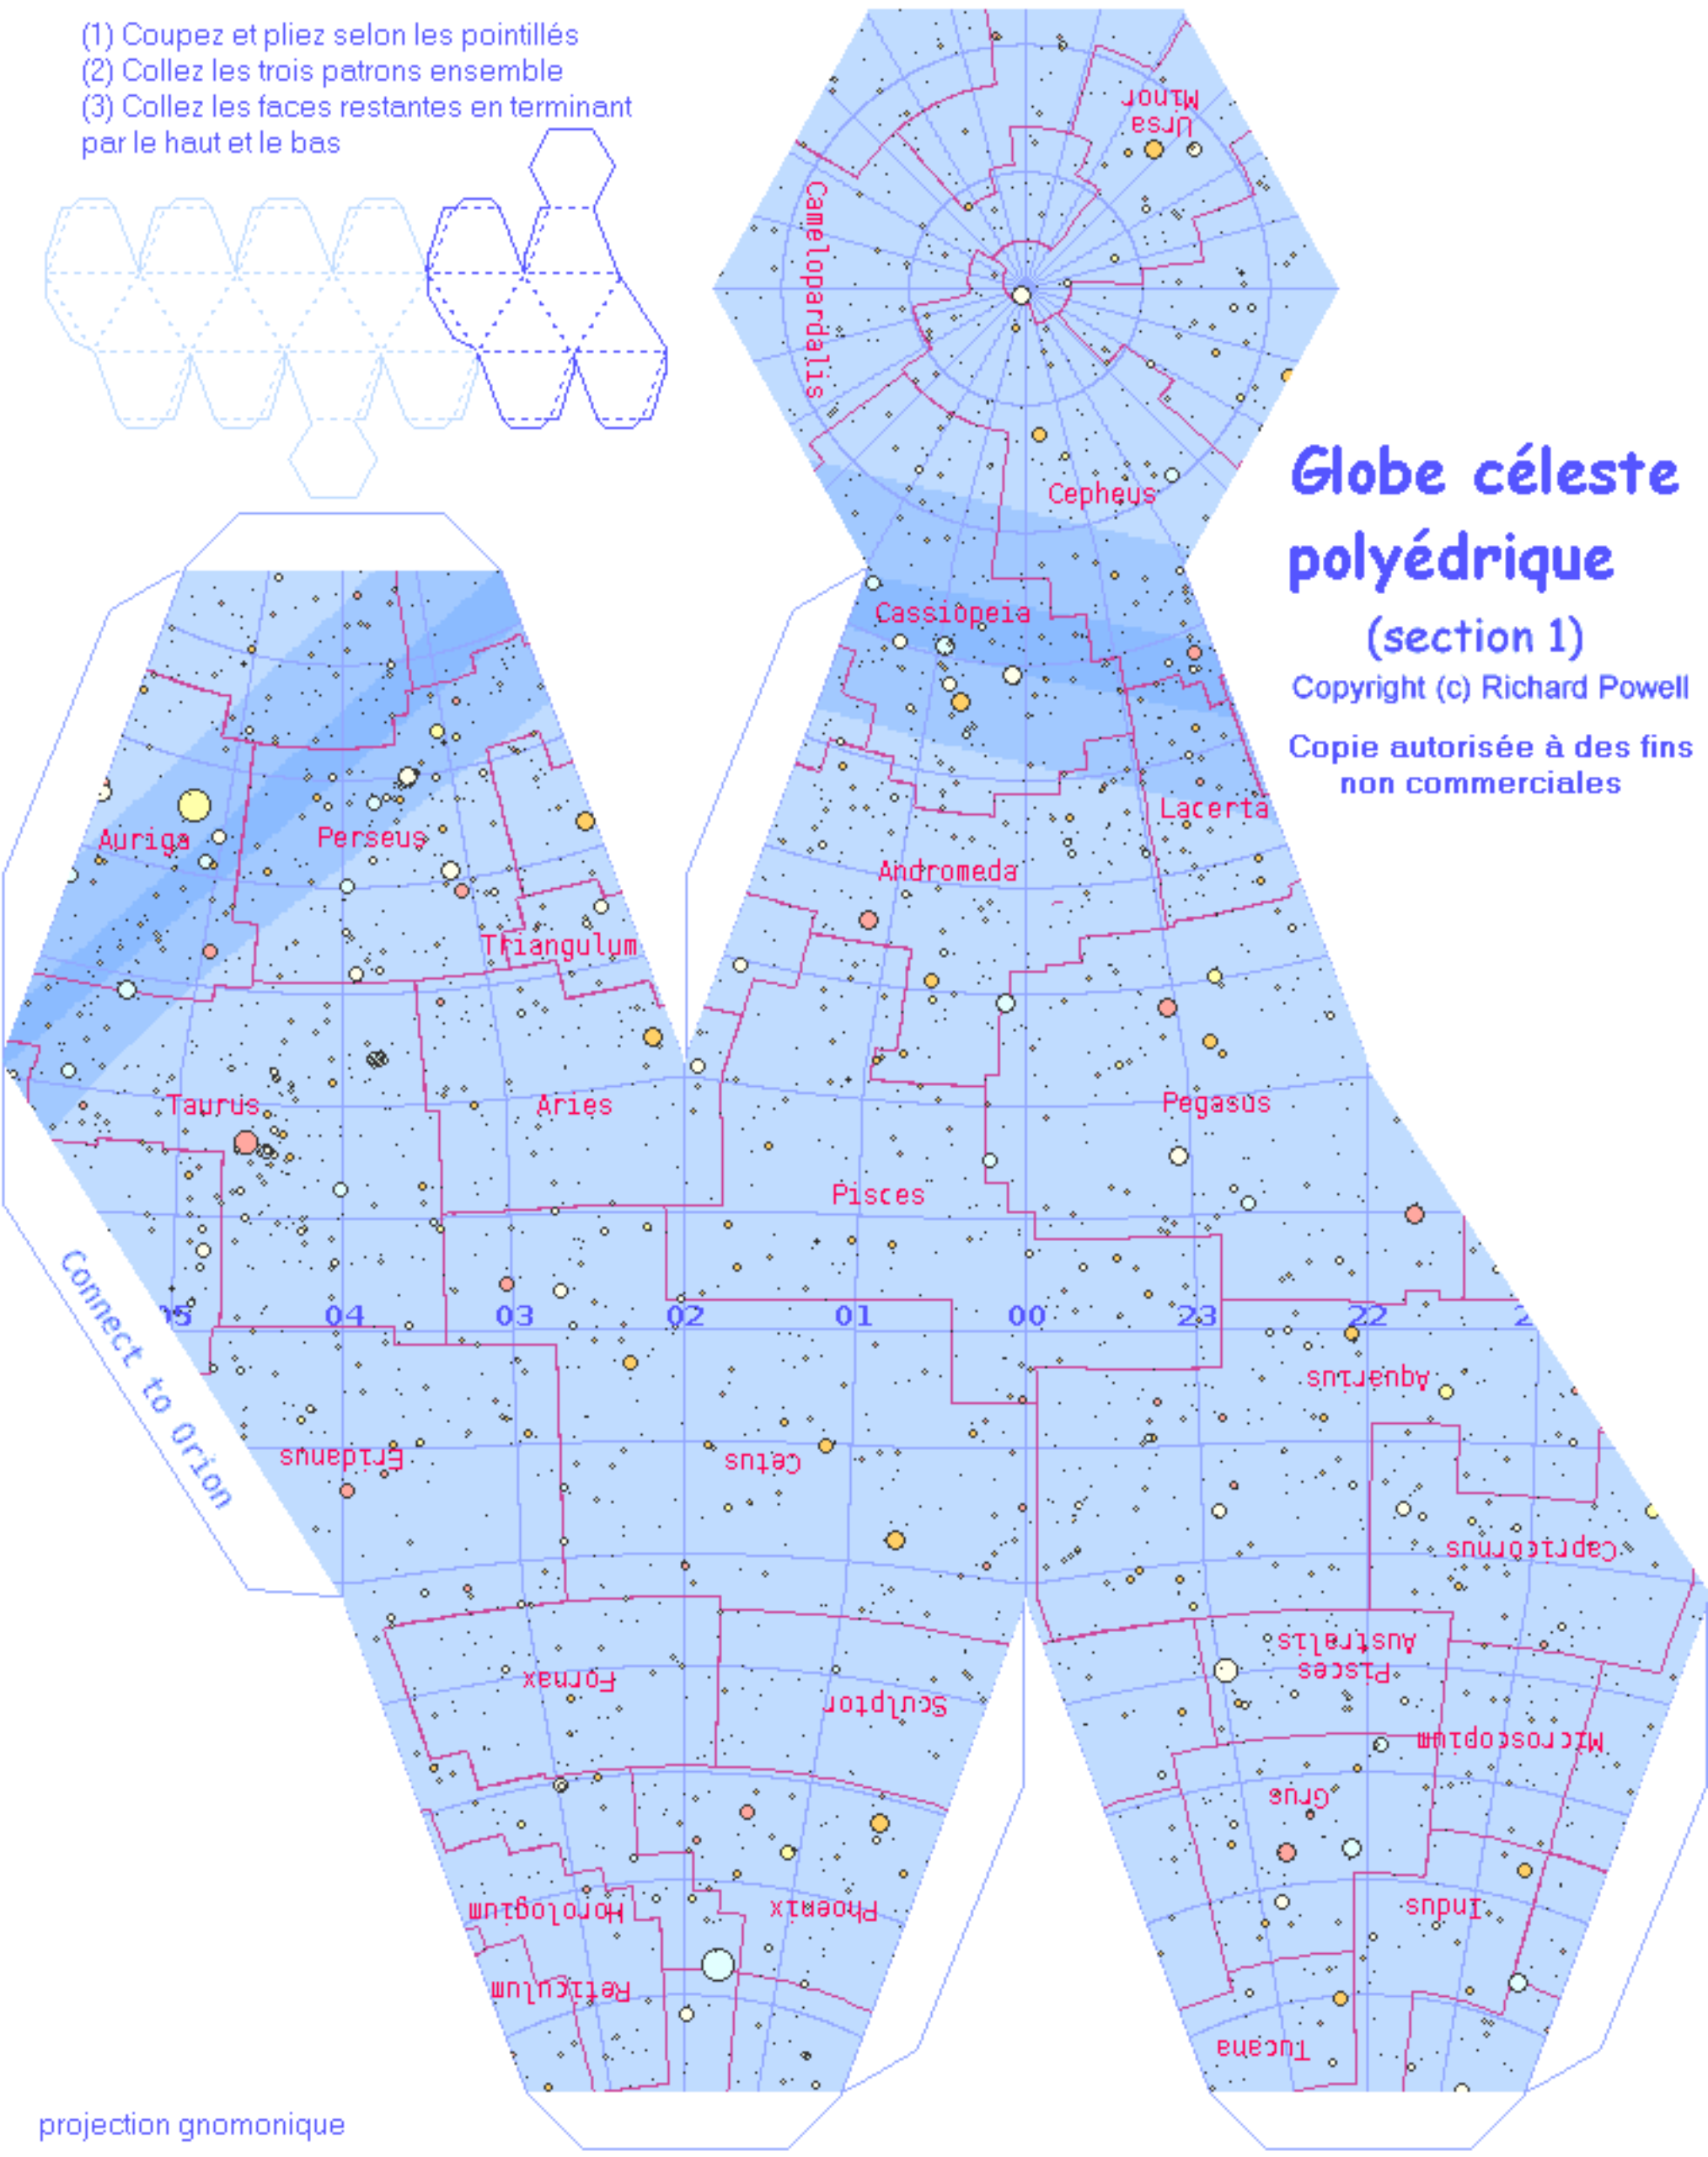 (1) Coupez et pliez selon les pointillés
(2) Collez les trois patrons ensemble
(3) Collez les faces restantes en terminant
par le haut et le bas
Ursa
Minor
Camelopardalis
Cepheus
Globe céleste
polyédrique
(section 1)
Copyright (c) Richard Powell
Copie autorisée à des fins
non commerciales
Cassiopeia
Lacerta
Auriga
Perseus
Andromeda
Triangulum
Taurus
Aries
Pegasus
Pisces
Connect to Orion
05 04 03 02 01 00 23 22 2
Aquarius
Eridanus
Cetus
Capricornus
Pisces
Australis
Fornax
Sculptor
Microscopium
Grus
Horologium
Phoenix
Indus
Reticulum
Tucana
projection gnomonique